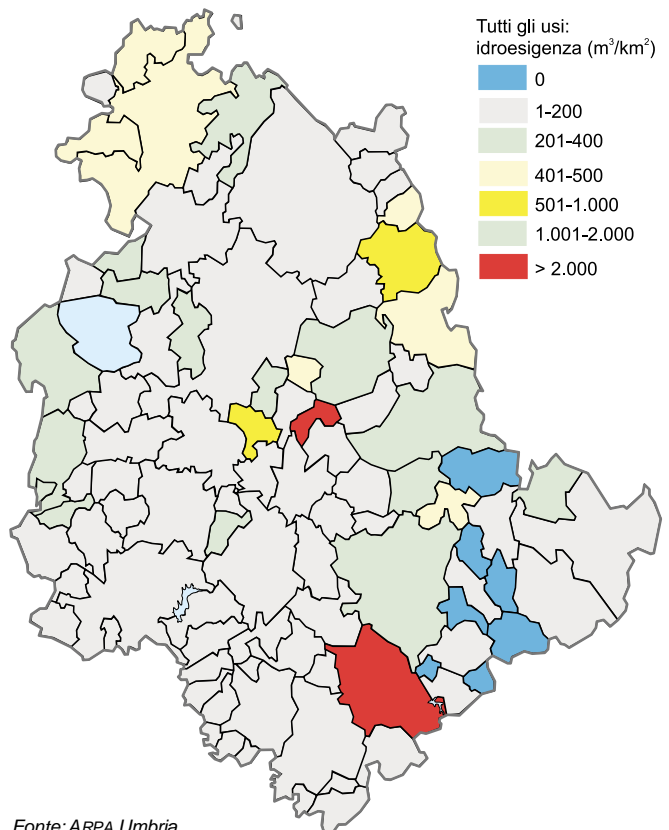 Tutti gli usi:
idroesigenza (m³/km²)
0
1-200
201-400
401-500
501-1.000
1.001-2.000
> 2.000
Fonte: ARPA Umbria